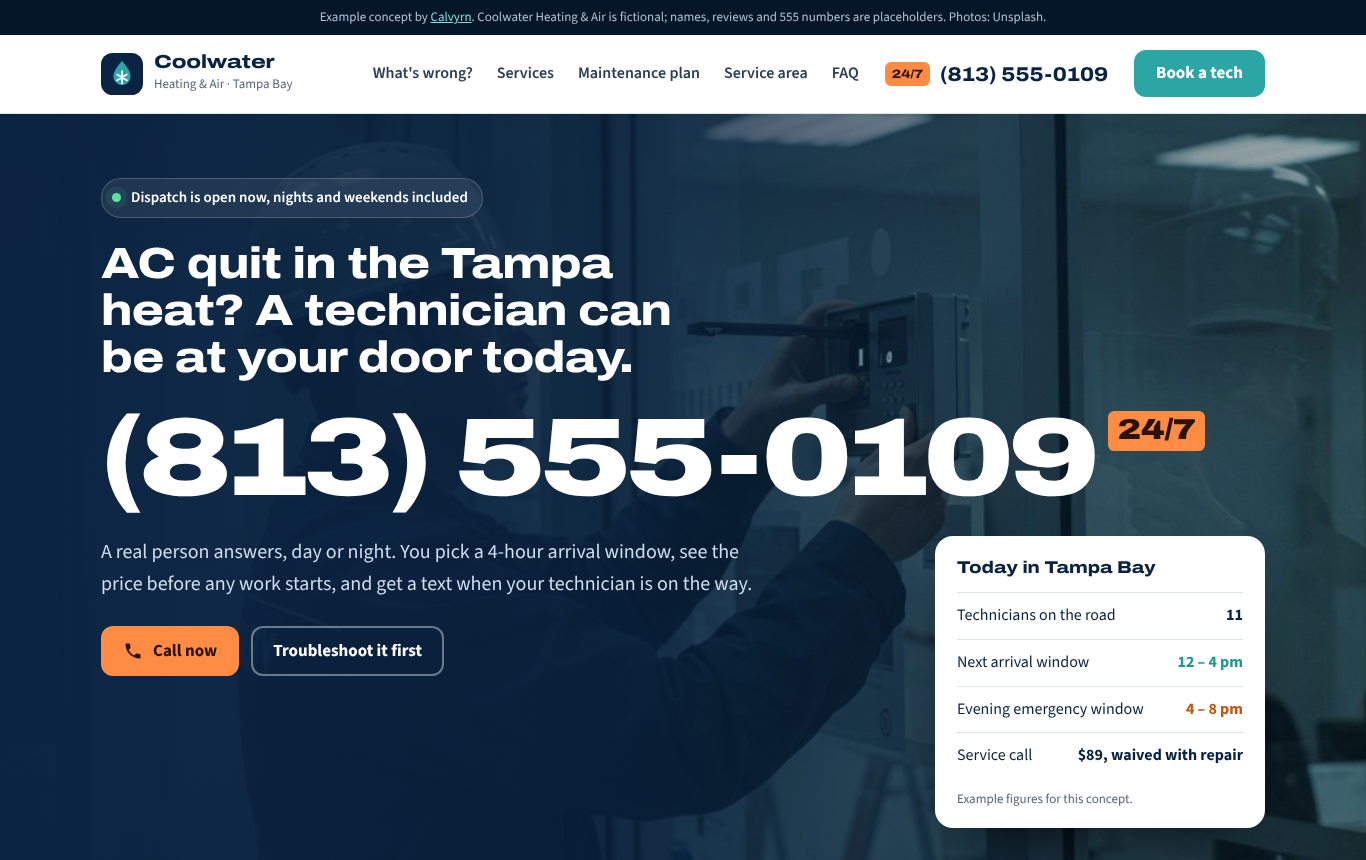 Example concept by Calvyrn. Coolwater Heating & Air is fictional; names, reviews and 555 numbers are placeholders. Photos: Unsplash.
Coolwater
Heating & Air · Tampa Bay
What's wrong?
Services
Maintenance plan
Service area
FAQ
24/7
(813) 555-0109
Book a tech
Dispatch is open now, nights and weekends included
AC quit in the Tampa
heat? A technician can
be at your door today.
(813) 555-0109
24/7
A real person answers, day or night. You pick a 4-hour arrival window, see the
price before any work starts, and get a text when your technician is on the way.
Call now
Troubleshoot it first
Today in Tampa Bay
Technicians on the road 11
Next arrival window 12 – 4 pm
Evening emergency window 4 – 8 pm
Service call $89, waived with repair
Example figures for this concept.